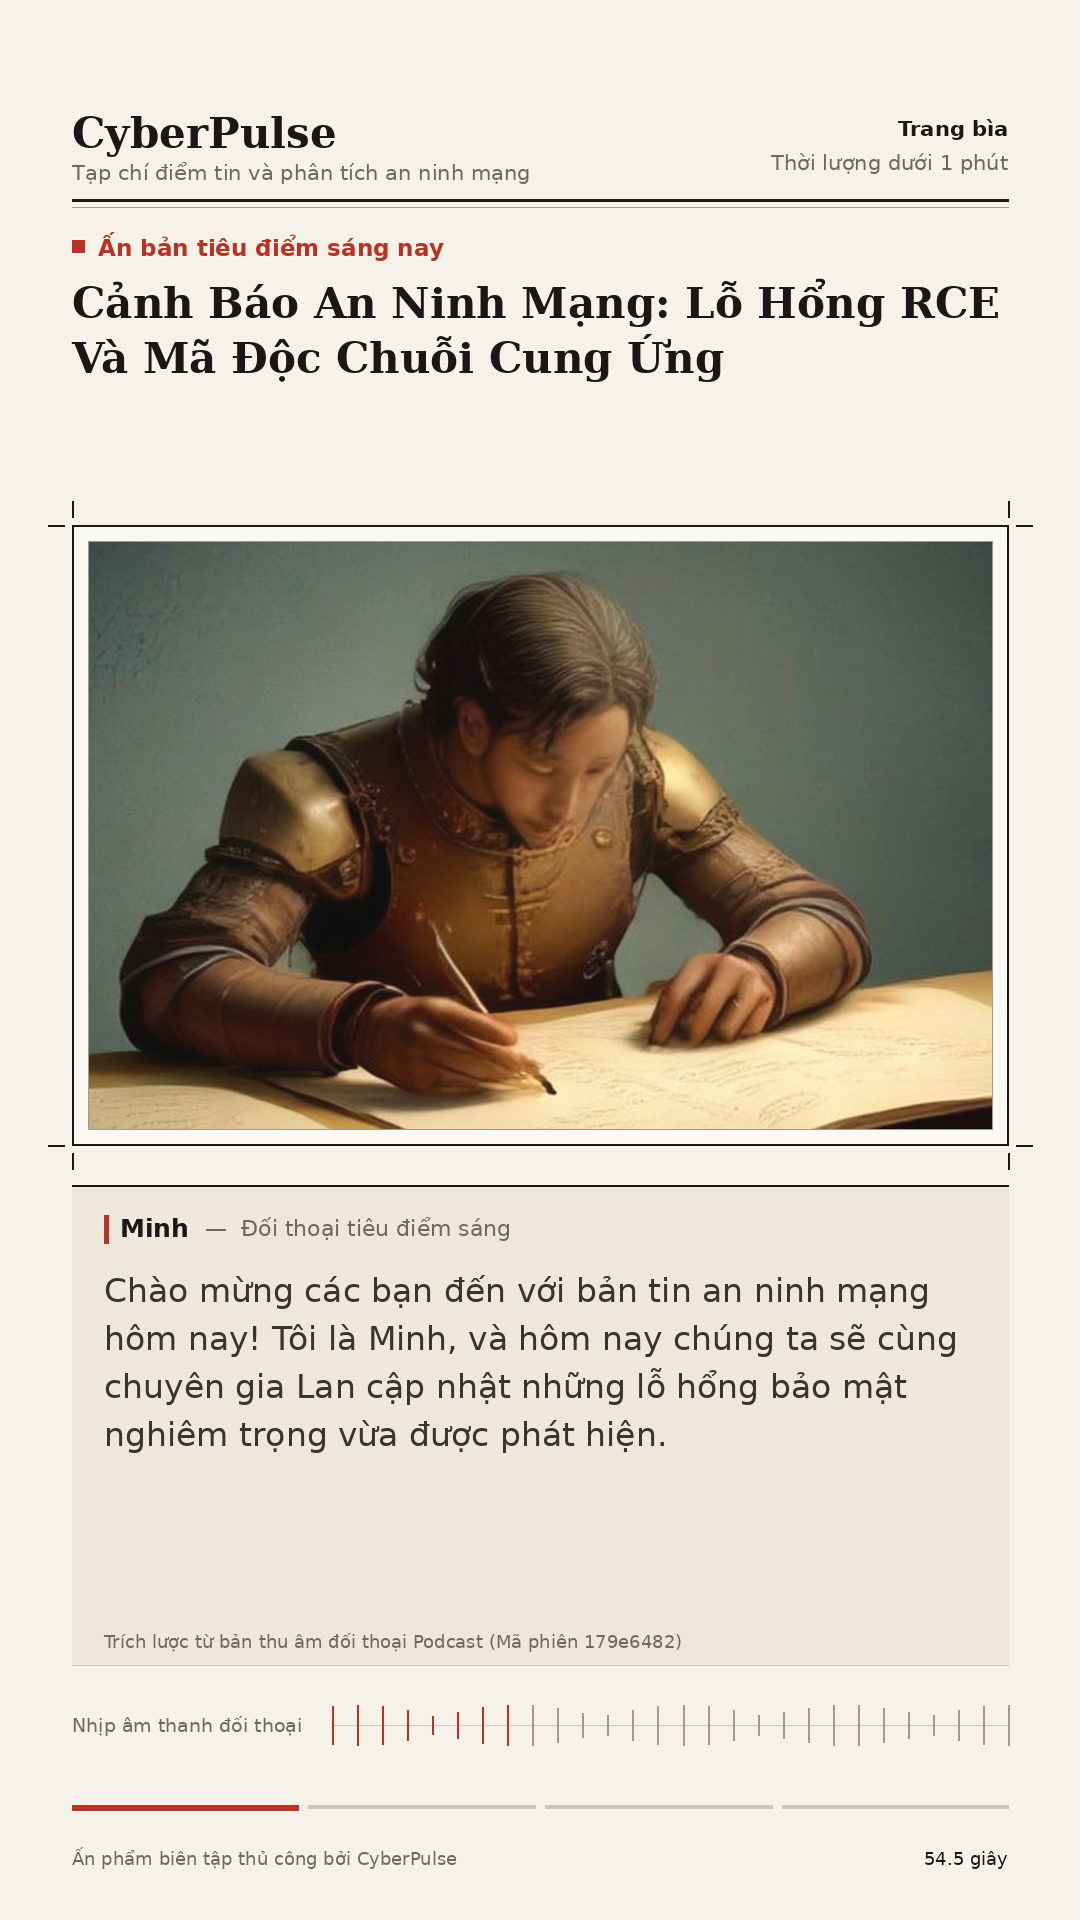 CyberPulse
Tạp chí điểm tin và phân tích an ninh mạng
Trang bìa
Thời lượng dưới 1 phút
Ấn bản tiêu điểm sáng nay
Cảnh Báo An Ninh Mạng: Lỗ Hổng RCE
Và Mã Độc Chuỗi Cung Ứng
Minh — Đối thoại tiêu điểm sáng
Chào mừng các bạn đến với bản tin an ninh mạng
hôm nay! Tôi là Minh, và hôm nay chúng ta sẽ cùng
chuyên gia Lan cập nhật những lỗ hổng bảo mật
nghiêm trọng vừa được phát hiện.
Trích lược từ bản thu âm đối thoại Podcast (Mã phiên 179e6482)
Nhịp âm thanh đối thoại
Ấn phẩm biên tập thủ công bởi CyberPulse
54.5 giây